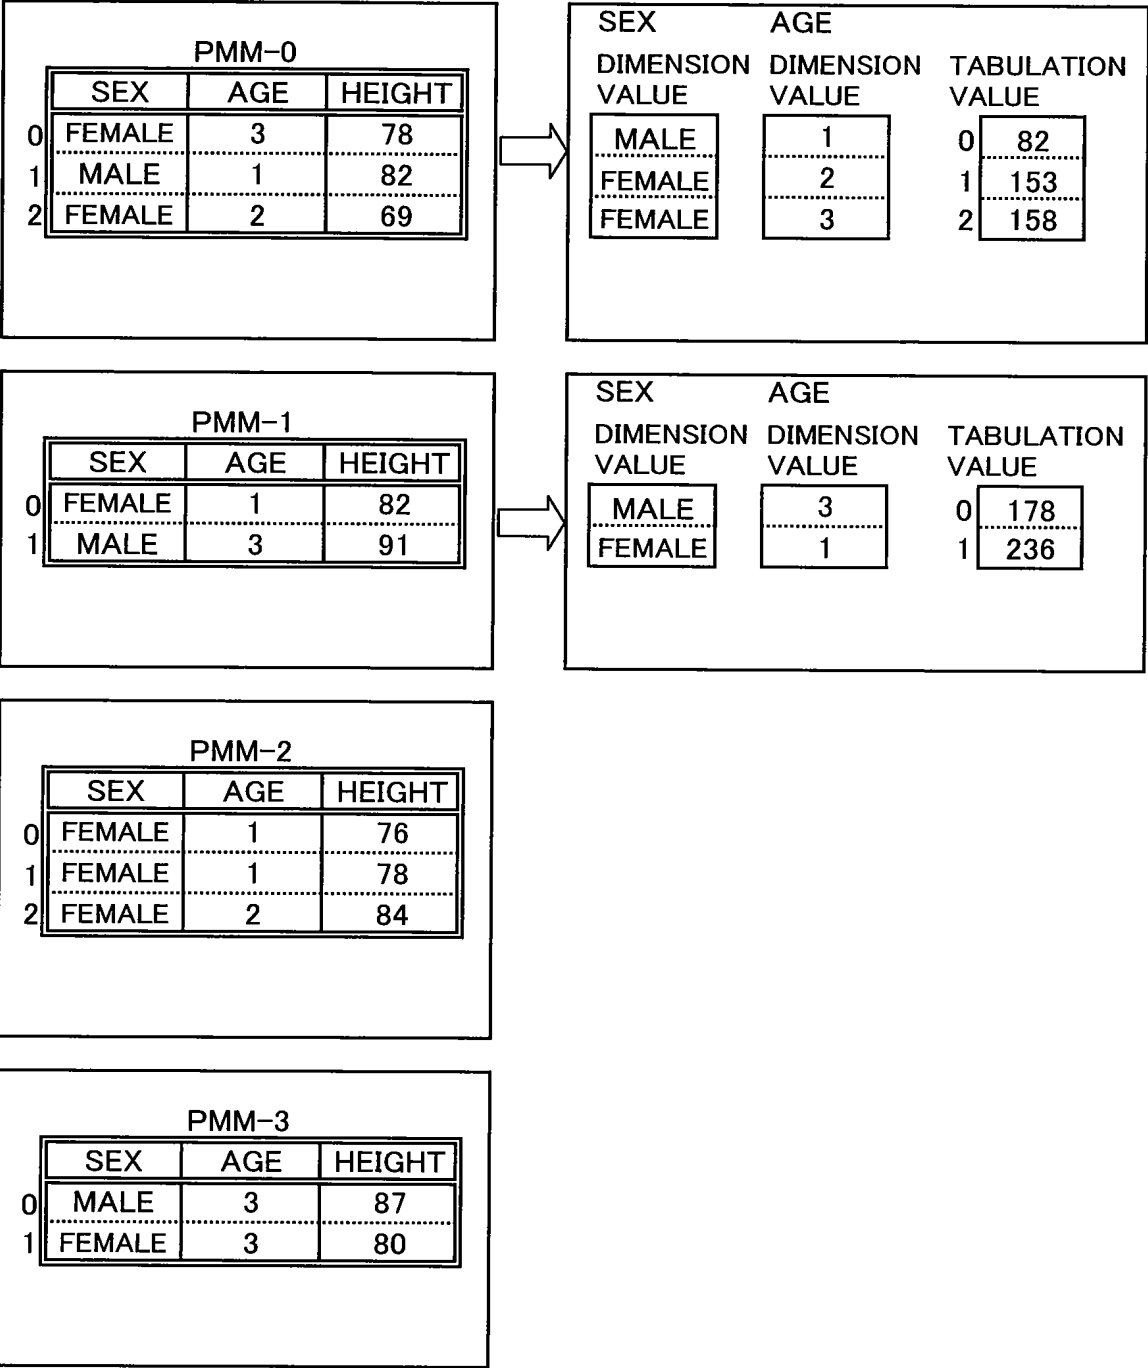 PMM-0
SEX AGE HEIGHT
0 FEMALE 3 78
1 MALE 1 82
2 FEMALE 2 69
SEX AGE
DIMENSION DIMENSION TABULATION
VALUE VALUE VALUE
MALE 1 0 82
FEMALE 2 1 153
FEMALE 3 2 158
PMM-1
SEX AGE HEIGHT
0 FEMALE 1 82
1 MALE 3 91
SEX AGE
DIMENSION DIMENSION TABULATION
VALUE VALUE VALUE
MALE 3 0 178
FEMALE 1 1 236
PMM-2
SEX AGE HEIGHT
0 FEMALE 1 76
1 FEMALE 1 78
2 FEMALE 2 84
PMM-3
SEX AGE HEIGHT
0 MALE 3 87
1 FEMALE 3 80